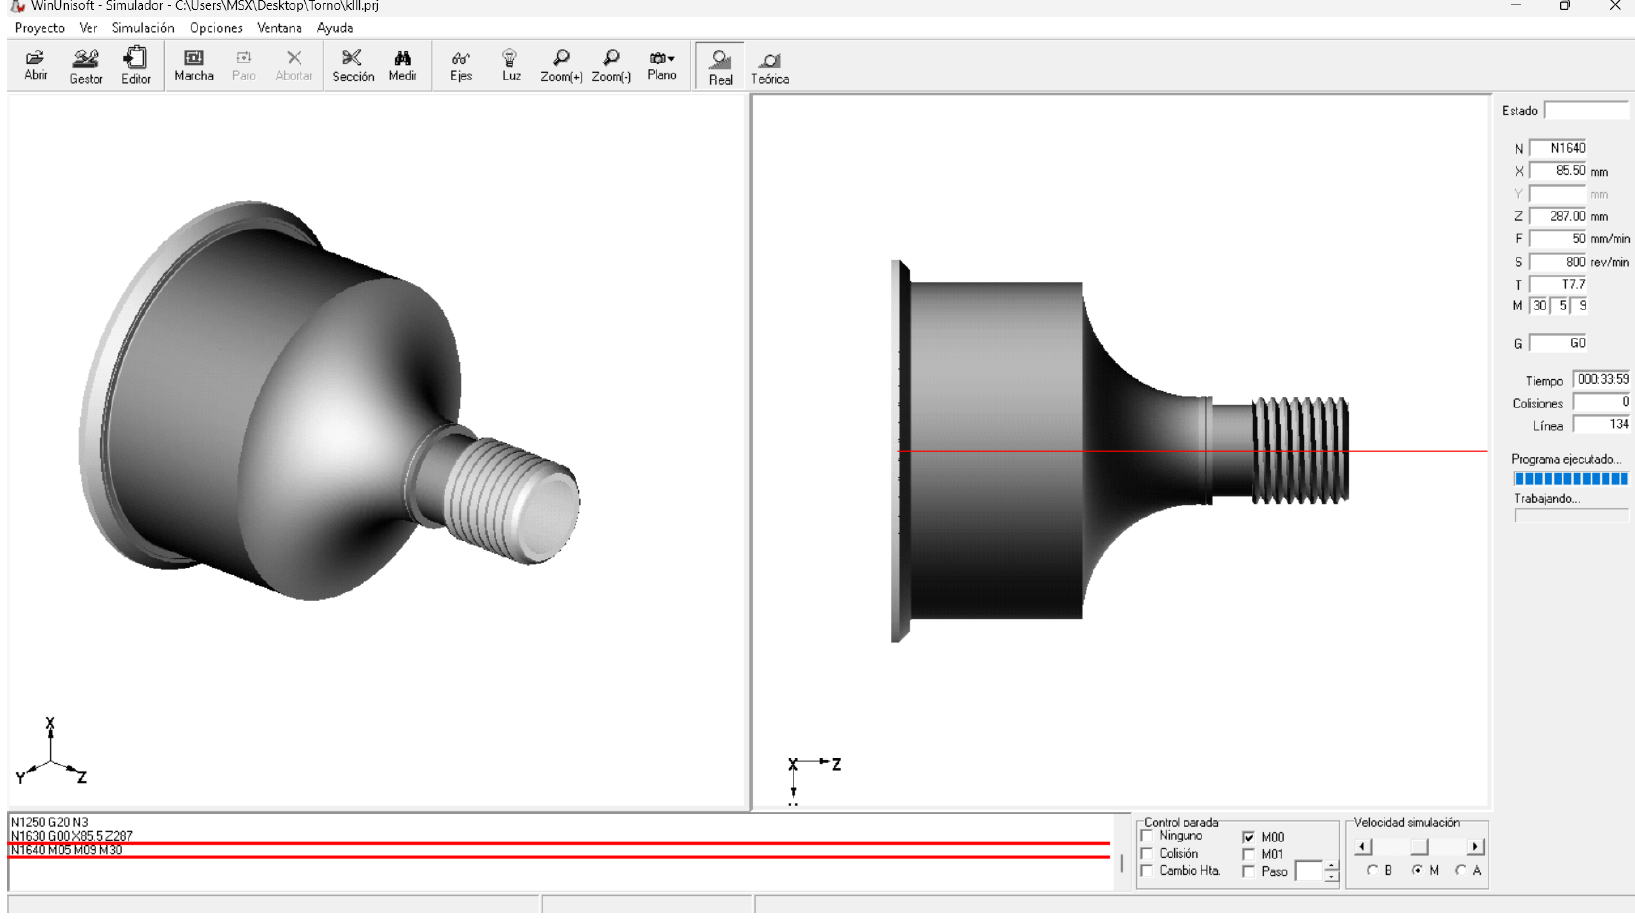 WinUnisoft - Simulador - C:\Users\MSX\Desktop\Torno\klll.prj
Proyecto Ver Simulación Opciones Ventana Ayuda
Abrir Gestor Editor Marcha Paro Abortar Sección Medir Ejes Luz Zoom(+) Zoom(-) Plano Real Teórica
Estado
N N1640
X 85.50 mm
Y mm
Z 287.00 mm
F 50 mm/min
S 800 rev/min
T T7.7
M 30 5 9
G G0
Tiempo 000:33:59
Colisiones 0
Línea 134
Programa ejecutado...
Trabajando...
X
Y Z
X Z
N1250 G20 N3
N1630 G00 X85.5 Z287
N1640 M05 M09 M30
Control parada
Ninguno M00
Colisión M01
Cambio Hta. Paso
Velocidad simulación
B M A